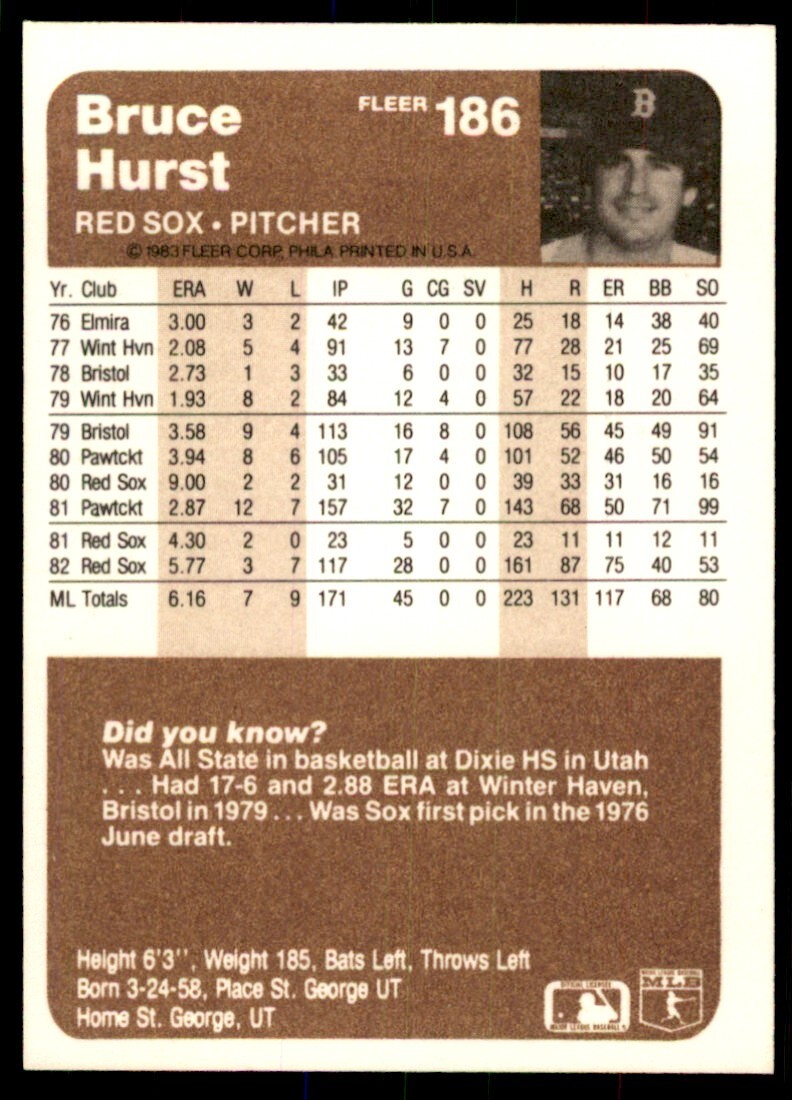 Bruce
Hurst
FLEER 186
RED SOX • PITCHER
© 1983 FLEER CORP. PHILA. PRINTED IN U.S.A.
B
Yr. Club ERA W L IP G CG SV H R ER BB SO
76 Elmira 3.00 3 2 42 9 0 0 25 18 14 38 40
77 Wint Hvn 2.08 5 4 91 13 7 0 77 28 21 25 69
78 Bristol 2.73 1 3 33 6 0 0 32 15 10 17 35
79 Wint Hvn 1.93 8 2 84 12 4 0 57 22 18 20 64
79 Bristol 3.58 9 4 113 16 8 0 108 56 45 49 91
80 Pawtckt 3.94 8 6 105 17 4 0 101 52 46 50 54
80 Red Sox 9.00 2 2 31 12 0 0 39 33 31 16 16
81 Pawtckt 2.87 12 7 157 32 7 0 143 68 50 71 99
81 Red Sox 4.30 2 0 23 5 0 0 23 11 11 12 11
82 Red Sox 5.77 3 7 117 28 0 0 161 87 75 40 53
ML Totals 6.16 7 9 171 45 0 0 223 131 117 68 80
Did you know?
Was All State in basketball at Dixie HS in Utah
. . . Had 17-6 and 2.88 ERA at Winter Haven,
Bristol in 1979 . . . Was Sox first pick in the 1976
June draft.
Height 6'3'', Weight 185, Bats Left, Throws Left
Born 3-24-58, Place St. George UT
Home St. George, UT
OFFICIAL LICENSEE
MAJOR LEAGUE BASEBALL
MAJOR LEAGUE BASEBALL
MLB